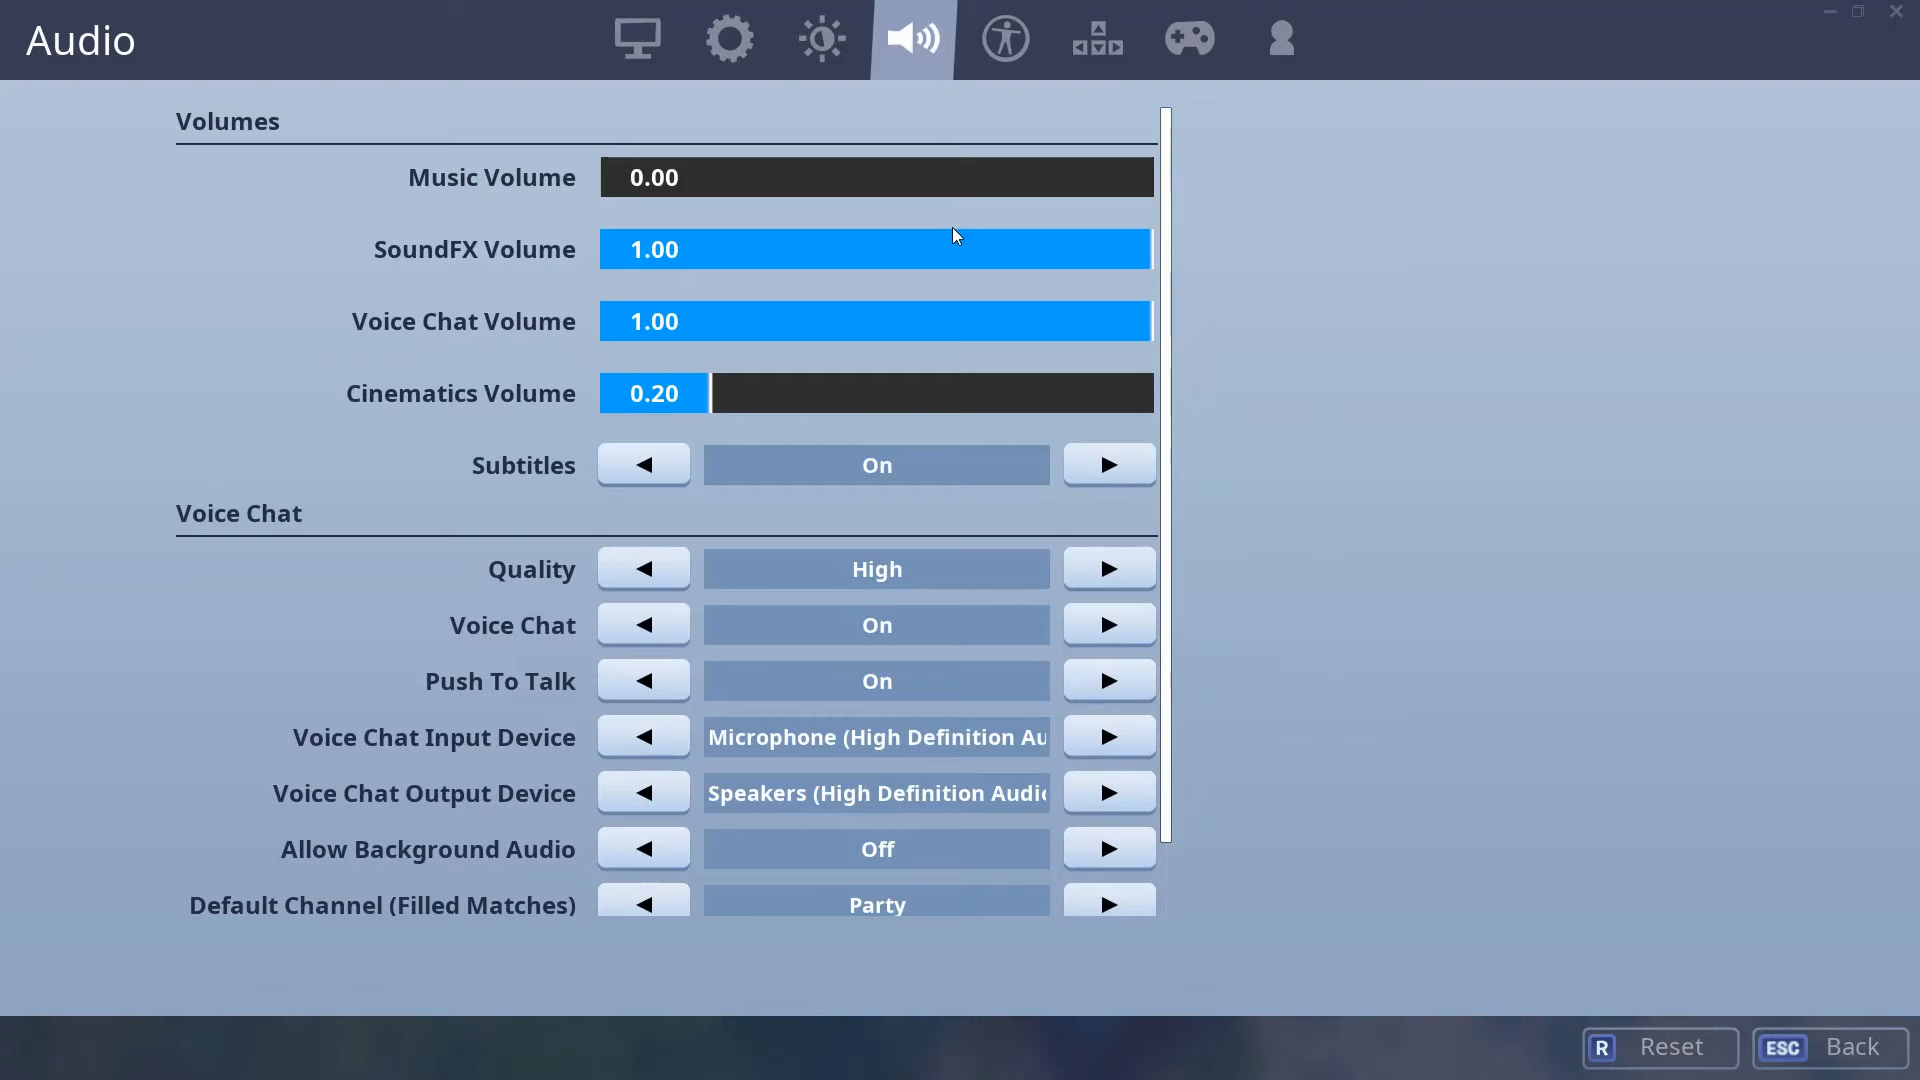 Audio
Volumes
Music Volume 0.00
SoundFX Volume 1.00
Voice Chat Volume 1.00
Cinematics Volume 0.20
Subtitles On
Voice Chat
Quality High
Voice Chat On
Push To Talk On
Voice Chat Input Device Microphone (High Definition Au
Voice Chat Output Device Speakers (High Definition Audio
Allow Background Audio Off
Default Channel (Filled Matches) Party
R Reset ESC Back